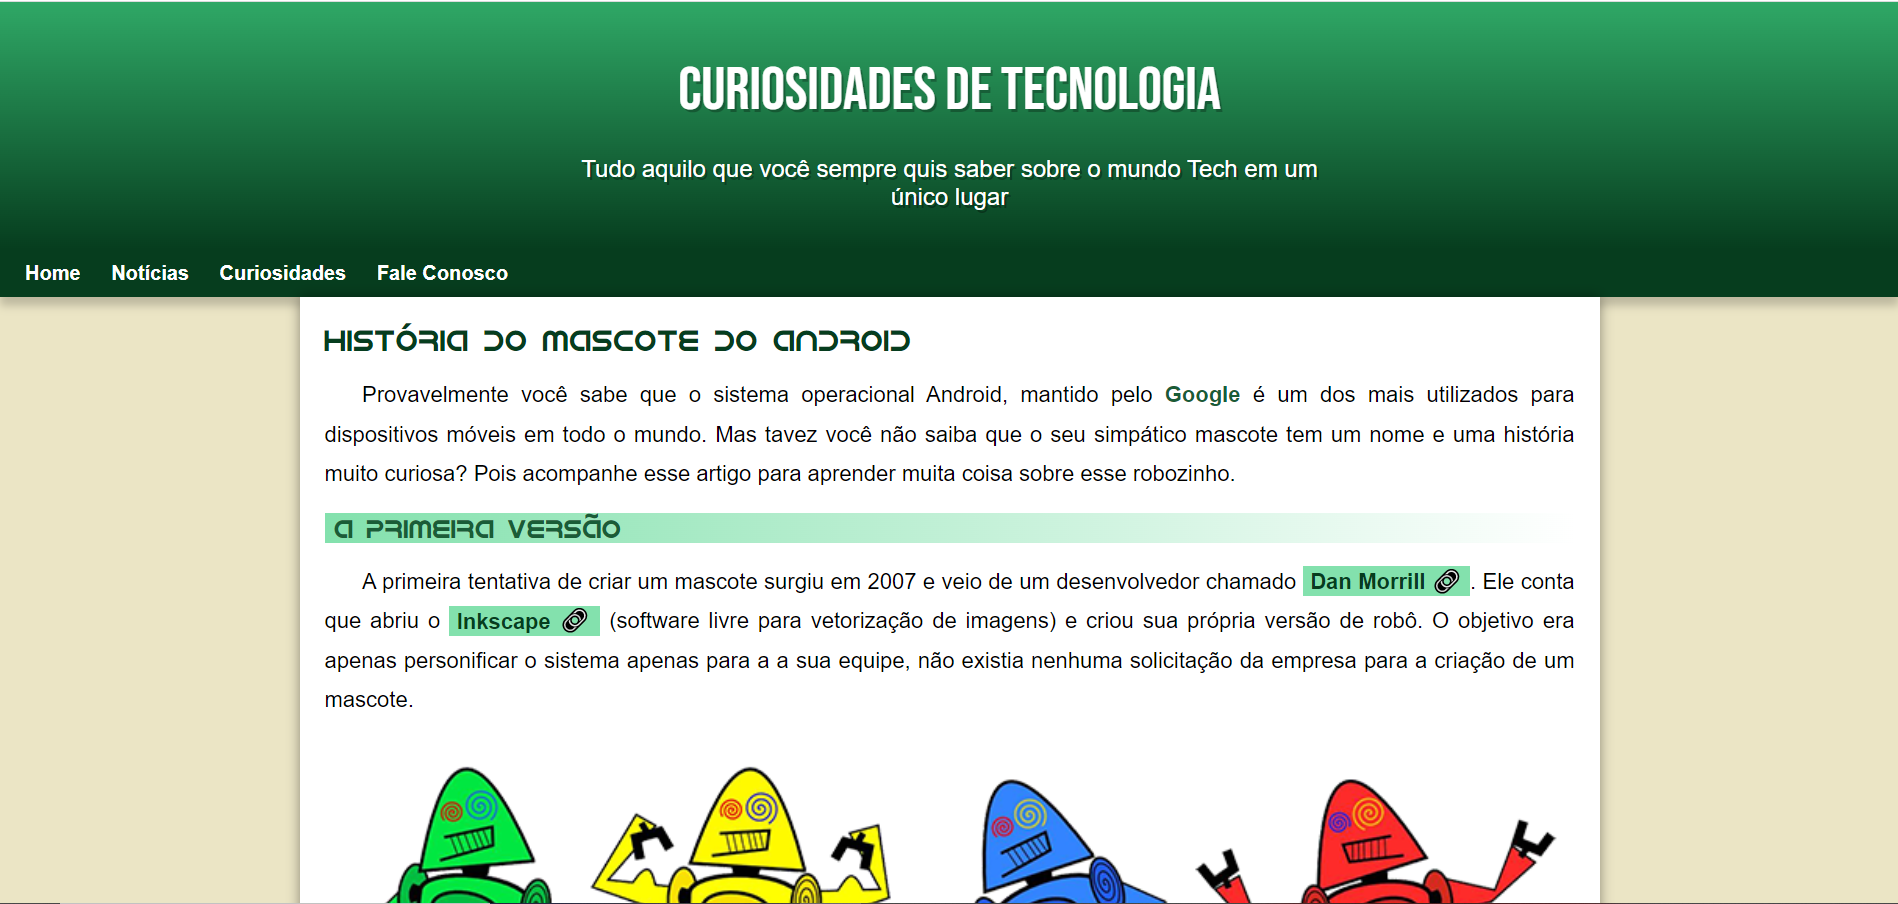 CURIOSIDADES DE TECNOLOGIA
Tudo aquilo que você sempre quis saber sobre o mundo Tech em um
único lugar
Home Notícias Curiosidades Fale Conosco
HISTÓRIA DO MASCOTE DO ANDROID
Provavelmente você sabe que o sistema operacional Android, mantido pelo Google é um dos mais utilizados para
dispositivos móveis em todo o mundo. Mas tavez você não saiba que o seu simpático mascote tem um nome e uma história
muito curiosa? Pois acompanhe esse artigo para aprender muita coisa sobre esse robozinho.
A PRIMEIRA VERSÃO
A primeira tentativa de criar um mascote surgiu em 2007 e veio de um desenvolvedor chamado Dan Morrill. Ele conta
que abriu o Inkscape (software livre para vetorização de imagens) e criou sua própria versão de robô. O objetivo era
apenas personificar o sistema apenas para a a sua equipe, não existia nenhuma solicitação da empresa para a criação de um
mascote.